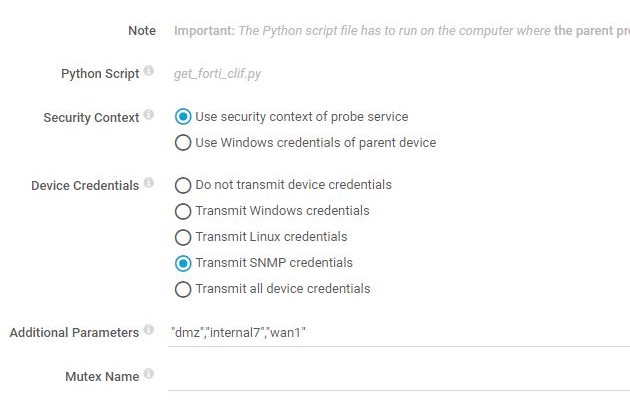 Note Important: The Python script file has to run on the computer where the parent
Python Script get_forti_clif.py
Security Context Use security context of probe service
Use Windows credentials of parent device
Device Credentials Do not transmit device credentials
Transmit Windows credentials
Transmit Linux credentials
Transmit SNMP credentials
Transmit all device credentials
Additional Parameters "dmz","internal7","wan1"
Mutex Name